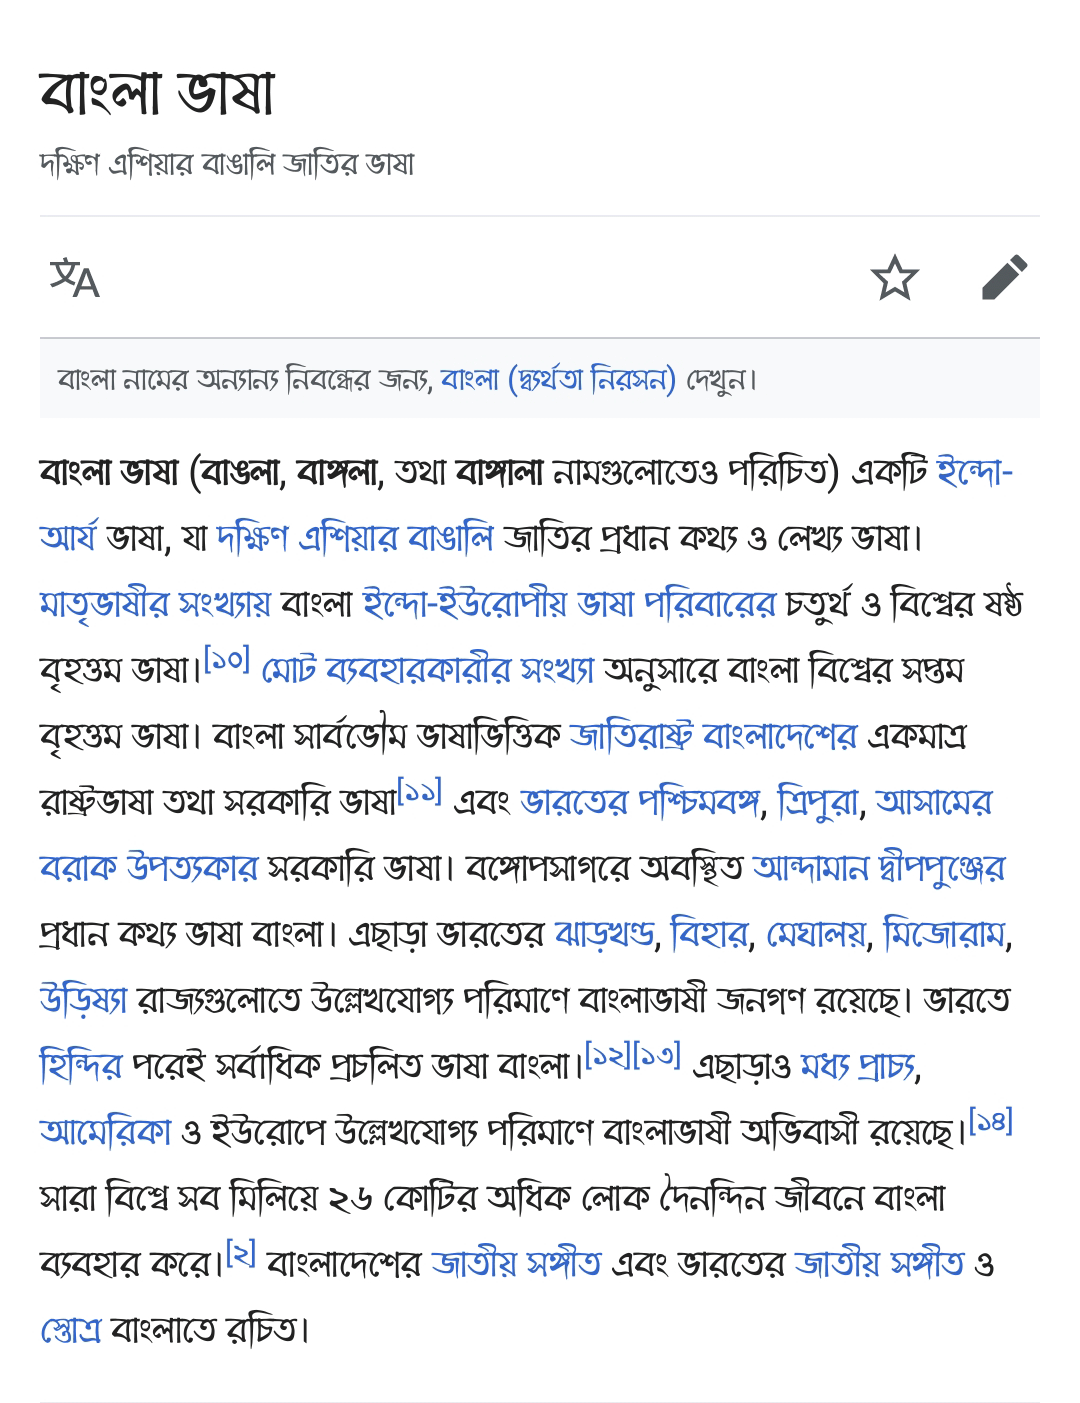 বাংলা ভাষা
দক্ষিণ এশিয়ার বাঙালি জাতির ভাষা
文A
বাংলা নামের অন্যান্য নিবন্ধের জন্য, বাংলা (দ্ব্যর্থতা নিরসন) দেখুন।
বাংলা ভাষা (বাঙলা, বাঙ্গলা, তথা বাঙ্গালা নামগুলোতেও পরিচিত) একটি ইন্দো-
আর্য ভাষা, যা দক্ষিণ এশিয়ার বাঙালি জাতির প্রধান কথ্য ও লেখ্য ভাষা।
মাতৃভাষীর সংখ্যায় বাংলা ইন্দো-ইউরোপীয় ভাষা পরিবারের চতুর্থ ও বিশ্বের ষষ্ঠ
বৃহত্তম ভাষা।[১০] মোট ব্যবহারকারীর সংখ্যা অনুসারে বাংলা বিশ্বের সপ্তম
বৃহত্তম ভাষা। বাংলা সার্বভৌম ভাষাভিত্তিক জাতিরাষ্ট্র বাংলাদেশের একমাত্র
রাষ্ট্রভাষা তথা সরকারি ভাষা[১১] এবং ভারতের পশ্চিমবঙ্গ, ত্রিপুরা, আসামের
বরাক উপত্যকার সরকারি ভাষা। বঙ্গোপসাগরে অবস্থিত আন্দামান দ্বীপপুঞ্জের
প্রধান কথ্য ভাষা বাংলা। এছাড়া ভারতের ঝাড়খণ্ড, বিহার, মেঘালয়, মিজোরাম,
উড়িষ্যা রাজ্যগুলোতে উল্লেখযোগ্য পরিমাণে বাংলাভাষী জনগণ রয়েছে। ভারতে
হিন্দির পরেই সর্বাধিক প্রচলিত ভাষা বাংলা।[১২][১৩] এছাড়াও মধ্য প্রাচ্য,
আমেরিকা ও ইউরোপে উল্লেখযোগ্য পরিমাণে বাংলাভাষী অভিবাসী রয়েছে।[১৪]
সারা বিশ্বে সব মিলিয়ে ২৬ কোটির অধিক লোক দৈনন্দিন জীবনে বাংলা
ব্যবহার করে।[২] বাংলাদেশের জাতীয় সঙ্গীত এবং ভারতের জাতীয় সঙ্গীত ও
স্তোত্র বাংলাতে রচিত।